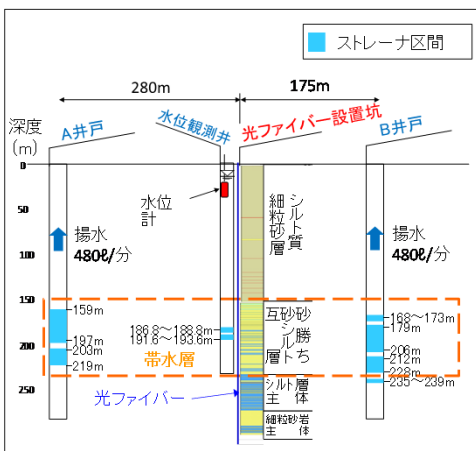 ストレーナ区間
280m
175m
深度
(m)
A井戸
水位観測井
光ファイバー設置坑
B井戸
0
50
100
150
200
250
水位
計
揚水
480ℓ/分
揚水
480ℓ/分
シルト質
細粒砂層
159m
197m
203m
219m
186.8～188.8m
191.6～193.6m
帯水層
砂勝ち
砂シルト
互層
168～173m
179m
206m
212m
228m
235～239m
光ファイバー
シルト層
主体
細粒砂岩
主体